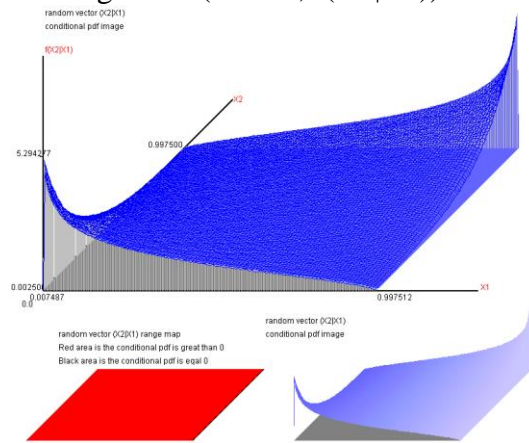 random vector (X2|X1)
conditional pdf image
f(X2|X1)
X2
0.997500
5.294277
0.002500
0.007487
0.0
0.997512
X1
random vector (X2|X1) range map
Red area is the conditional pdf is great than 0
Black area is the conditional pdf is eqal 0
random vector (X2|X1)
conditional pdf image